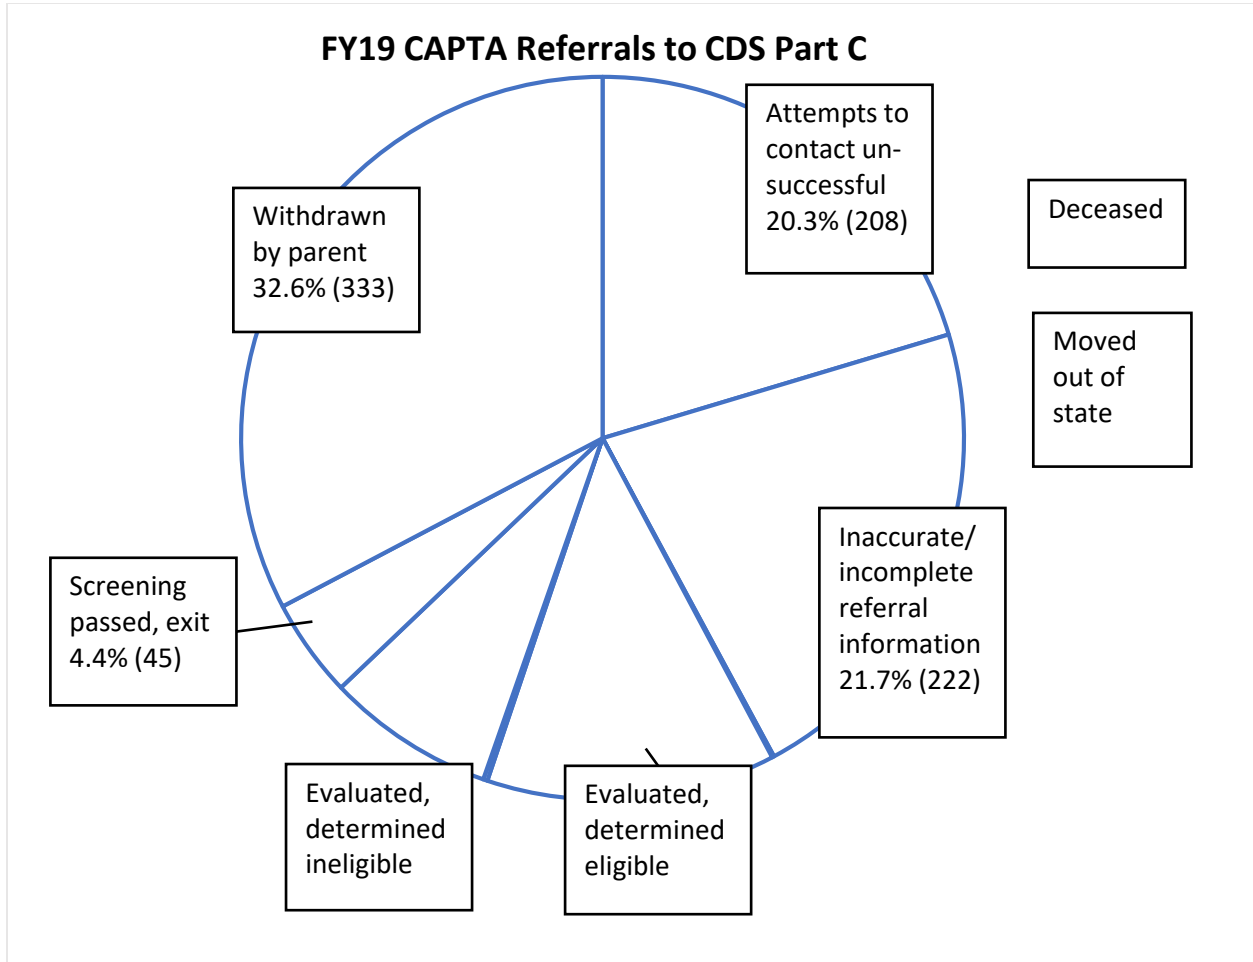 FY19 CAPTA Referrals to CDS Part C
Attempts to
contact un-
successful
20.3% (208)
Deceased
Withdrawn
by parent
32.6% (333)
Moved
out of
state
Inaccurate/
incomplete
referral
information
21.7% (222)
Screening
passed, exit
4.4% (45)
Evaluated,
determined
ineligible
Evaluated,
determined
eligible